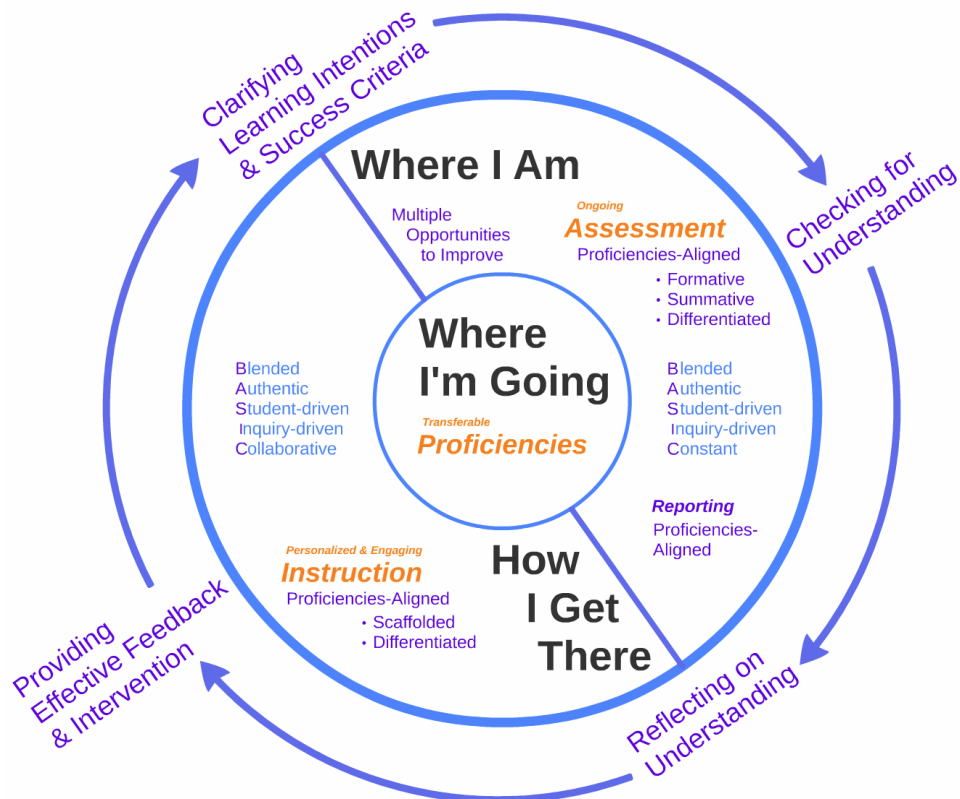 Clarifying
Learning Intentions
& Success Criteria
Checking for
Understanding
Where I Am
Multiple
Opportunities
to Improve
Ongoing
Assessment
Proficiencies-Aligned
• Formative
• Summative
• Differentiated
Where
I'm Going
Transferable
Proficiencies
Blended
Authentic
Student-driven
Inquiry-driven
Collaborative
Blended
Authentic
Student-driven
Inquiry-driven
Constant
Reporting
Proficiencies-
Aligned
How
I Get
There
Personalized & Engaging
Instruction
Proficiencies-Aligned
• Scaffolded
• Differentiated
Reflecting on
Understanding
Providing
Effective Feedback
& Intervention